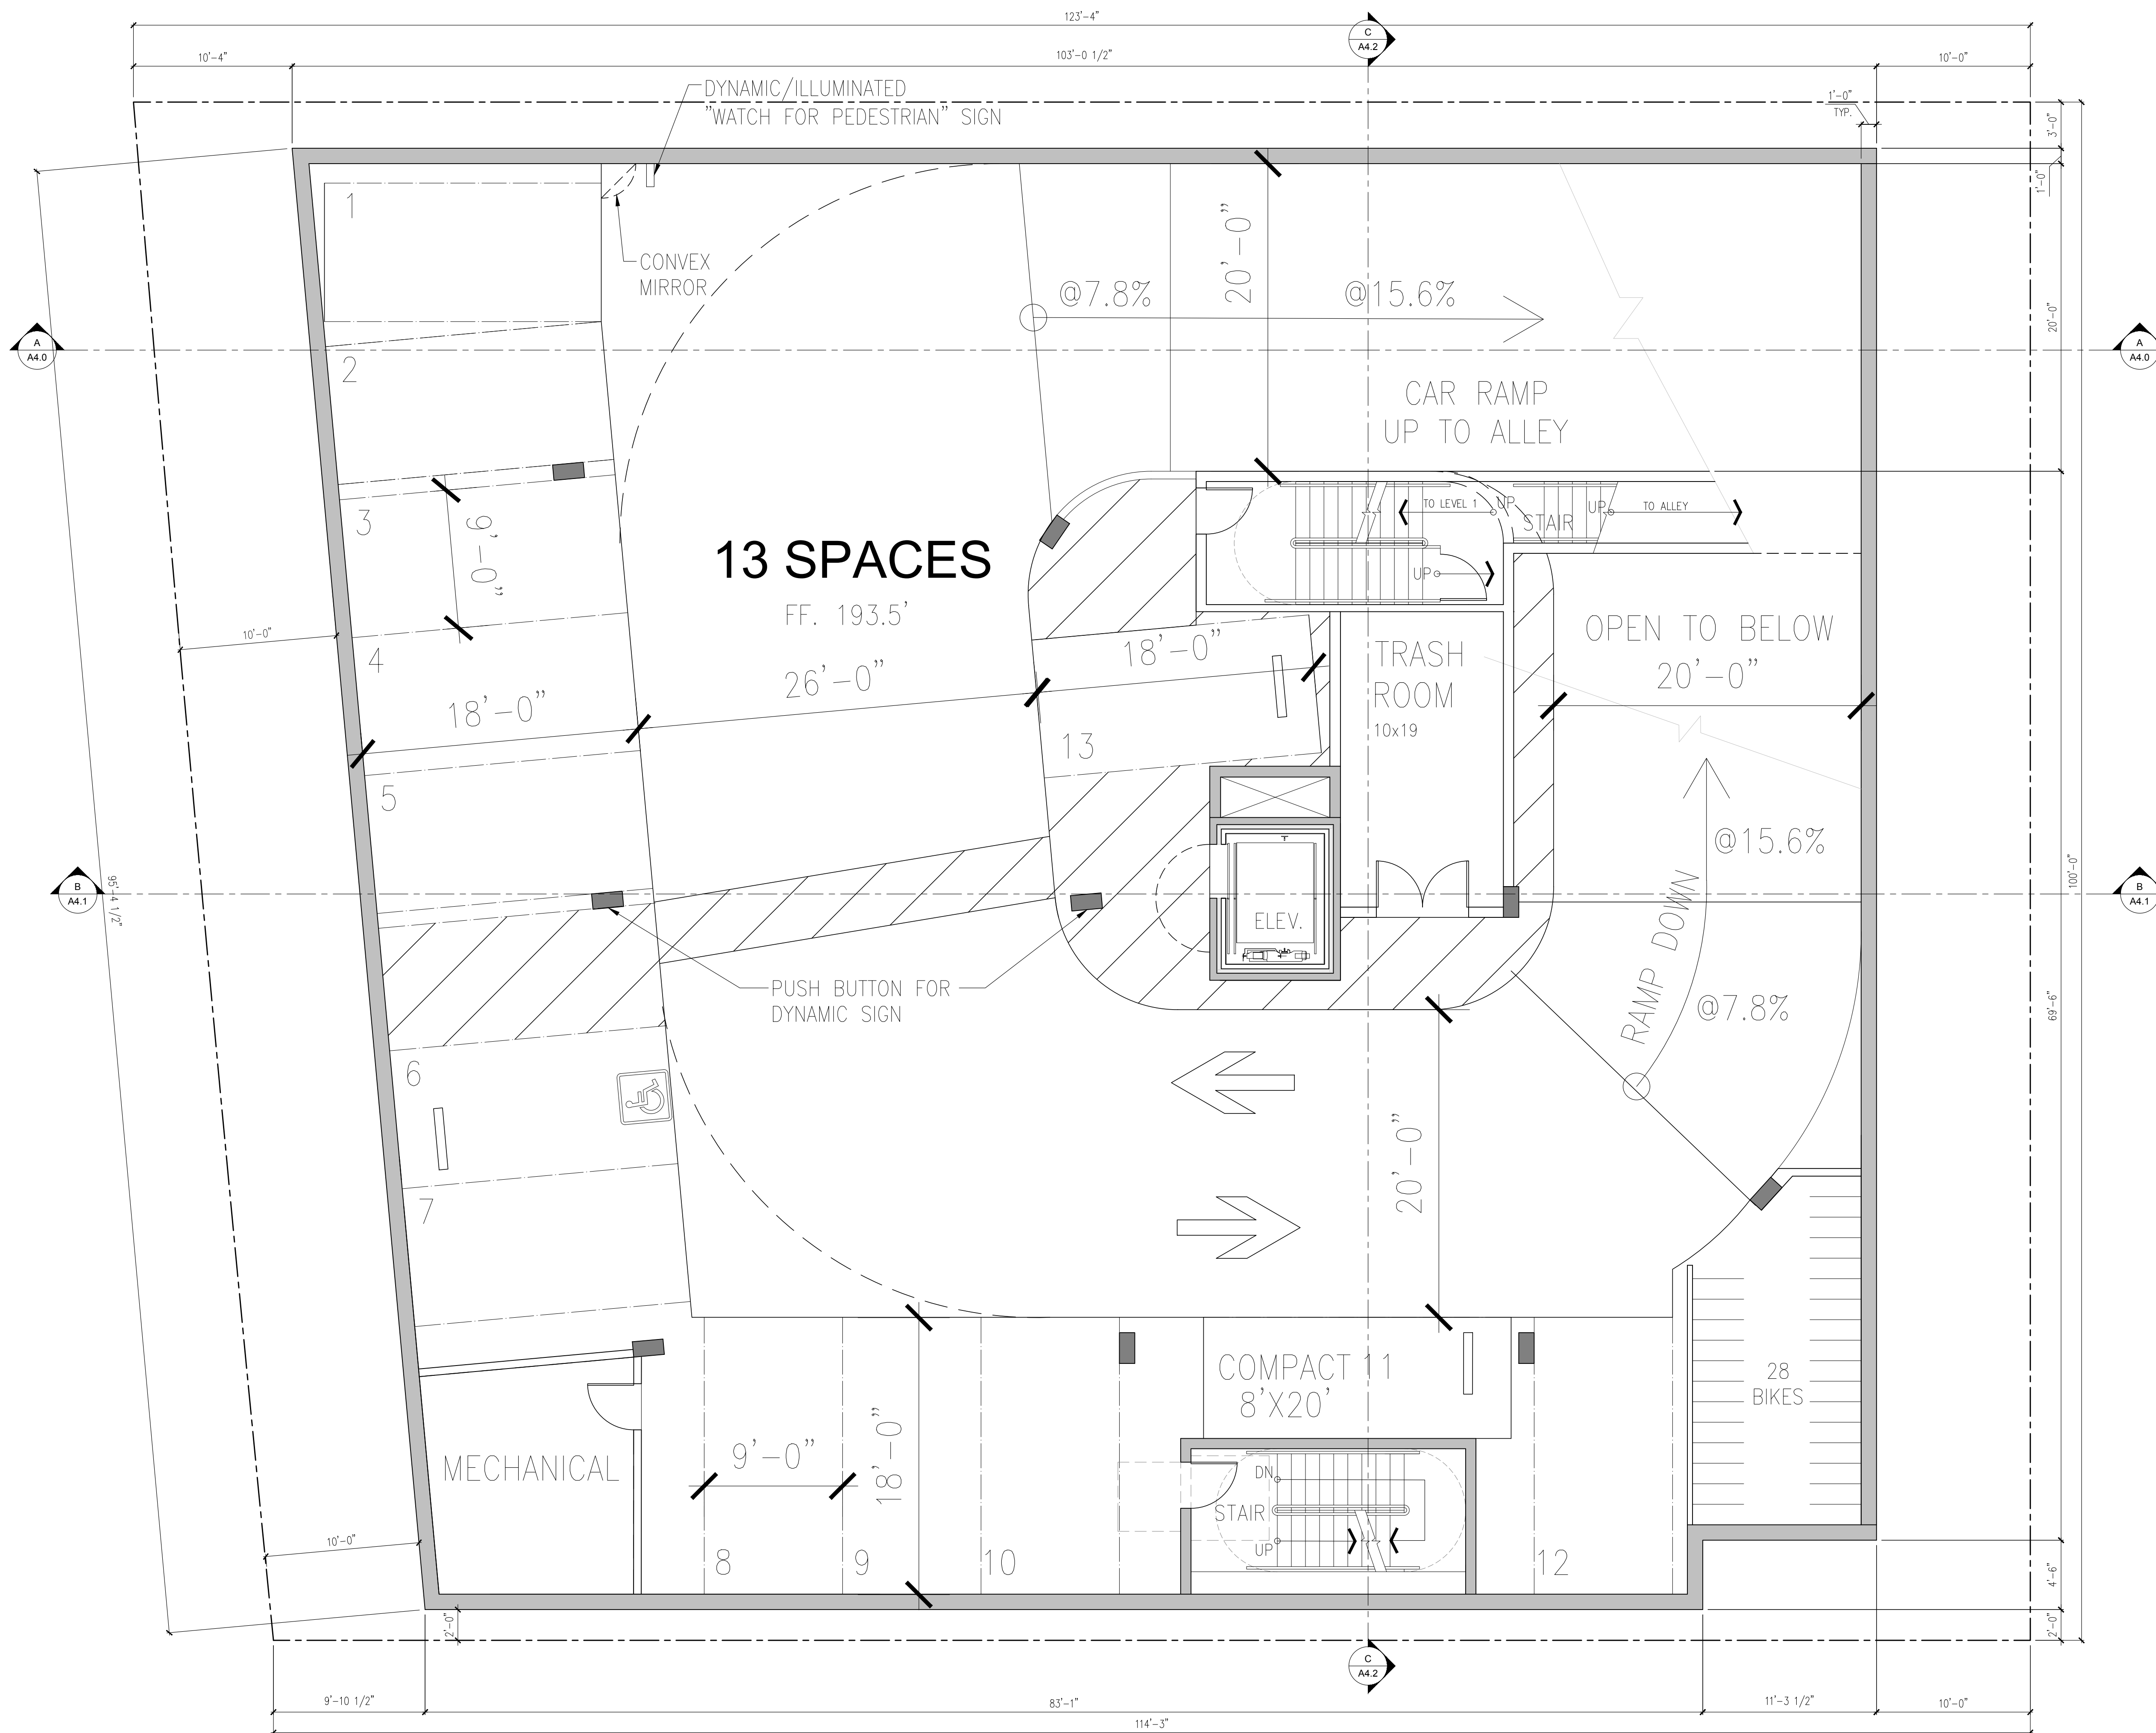 123'-4"
C
A4.2
10'-4"
103'-0 1/2"
10'-0"
DYNAMIC/ILLUMINATED
"WATCH FOR PEDESTRIAN" SIGN
1'-0"
TYP.
3'-0"
1'-0"
1
CONVEX
MIRROR
20'-0"
@7.8%
@15.6%
20'-0"
A
A4.0
A
A4.0
2
CAR RAMP
UP TO ALLEY
3
9'-0"
TO LEVEL 1
UP
STAIR
UP
TO ALLEY
13 SPACES
UP
FF. 193.5'
10'-0"
4
18'-0"
26'-0"
18'-0"
TRASH
ROOM
10x19
OPEN TO BELOW
20'-0"
13
5
@15.6%
B
A4.1
95'-4 1/2"
B
A4.1
100'-0"
ELEV.
RAMP DOWN
PUSH BUTTON FOR
DYNAMIC SIGN
@7.8%
69'-6"
6
20'-0"
7
COMPACT 11
8'X20'
28
BIKES
MECHANICAL
9'-0"
18'-0"
DN
STAIR
UP
10'-0"
8
9
10
12
4'-6"
2'-0"
2'-0"
C
A4.2
9'-10 1/2"
83'-1"
11'-3 1/2"
10'-0"
114'-3"